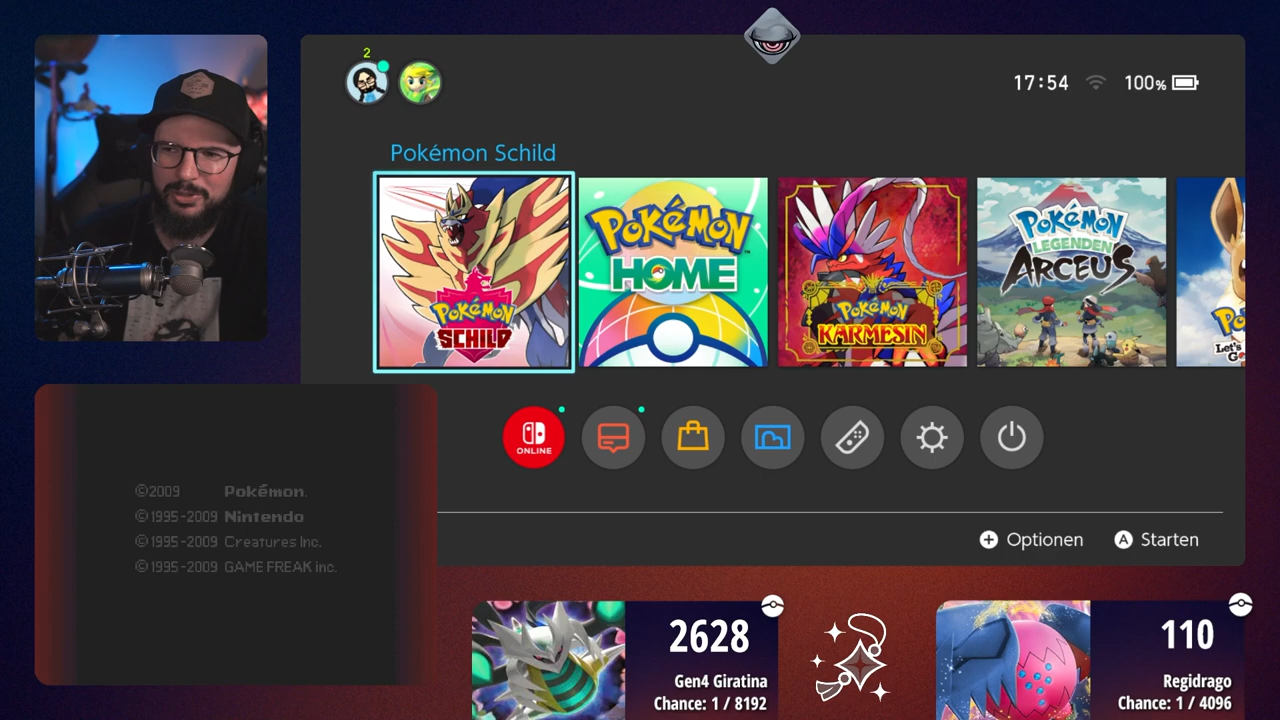 2
17:54
100%
Pokémon Schild
Pokémon
SCHILD
Pokémon
HOME
Pokémon
KARMESIN
Pokémon
LEGENDEN
ARCEUS
Let's
ONLINE
©2009 Pokémon.
©1995-2009 Nintendo
©1995-2009 Creatures Inc.
©1995-2009 GAME FREAK inc.
Optionen
Starten
2628
Gen4 Giratina
Chance: 1 / 8192
110
Regidrago
Chance: 1 / 4096